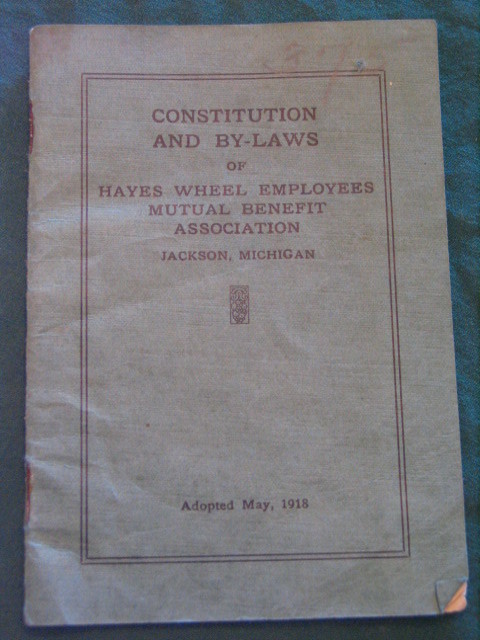 CONSTITUTION
AND BY-LAWS
OF
HAYES WHEEL EMPLOYEES
MUTUAL BENEFIT
ASSOCIATION
JACKSON, MICHIGAN
Adopted May, 1918